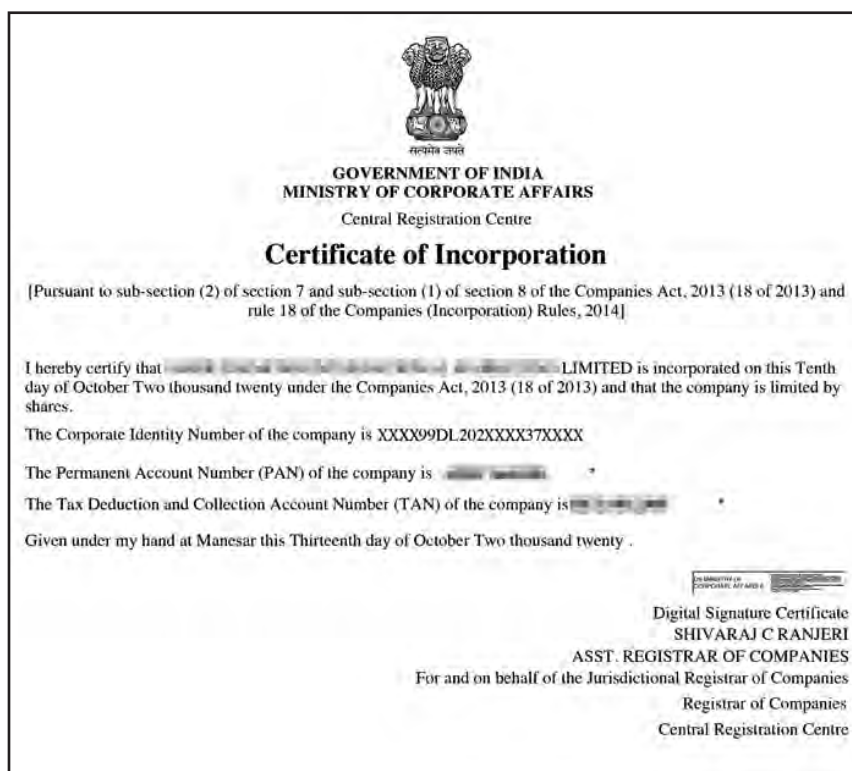 सत्यमेव जयते
GOVERNMENT OF INDIA
MINISTRY OF CORPORATE AFFAIRS
Central Registration Centre
Certificate of Incorporation
[Pursuant to sub-section (2) of section 7 and sub-section (1) of section 8 of the Companies Act, 2013 (18 of 2013) and
rule 18 of the Companies (Incorporation) Rules, 2014]
I hereby certify that LIMITED is incorporated on this Tenth
day of October Two thousand twenty under the Companies Act, 2013 (18 of 2013) and that the company is limited by
shares.
The Corporate Identity Number of the company is XXXX99DL202XXXX37XXXX
The Permanent Account Number (PAN) of the company is *
The Tax Deduction and Collection Account Number (TAN) of the company is *
Given under my hand at Manesar this Thirteenth day of October Two thousand twenty .
DS MINISTRY OF
CORPORATE AFFAIRS 6
Digital Signature Certificate
SHIVARAJ C RANJERI
ASST. REGISTRAR OF COMPANIES
For and on behalf of the Jurisdictional Registrar of Companies
Registrar of Companies
Central Registration Centre